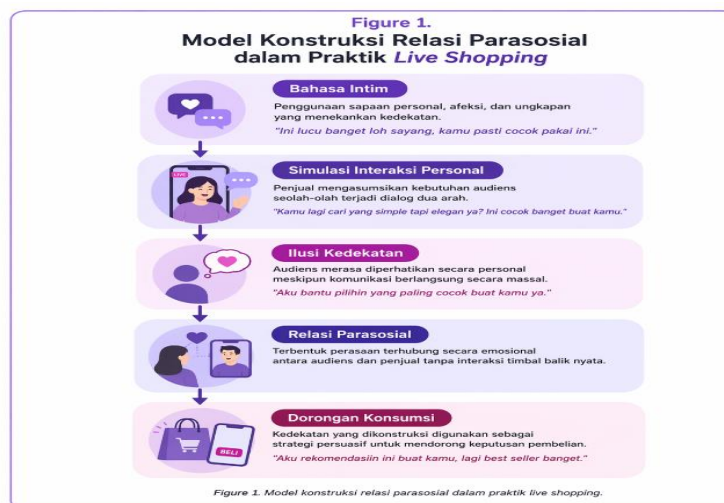 Figure 1.
Model Konstruksi Relasi Parasosial
dalam Praktik Live Shopping
Bahasa Intim
Penggunaan sapaan personal, afeksi, dan ungkapan
yang menekankan kedekatan.
"Ini lucu banget loh sayang, kamu pasti cocok pakai ini."
LIVE
Simulasi Interaksi Personal
Penjual mengasumsikan kebutuhan audiens
seolah-olah terjadi dialog dua arah.
"Kamu lagi cari yang simple tapi elegan ya? Ini cocok banget buat kamu."
Ilusi Kedekatan
Audiens merasa diperhatikan secara personal
meskipun komunikasi berlangsung secara massal.
"Aku bantu pilihin yang paling cocok buat kamu ya."
Relasi Parasosial
Terbentuk perasaan terhubung secara emosional
antara audiens dan penjual tanpa interaksi timbal balik nyata.
Dorongan Konsumsi
Kedekatan yang dikonstruksi digunakan sebagai
strategi persuasif untuk mendorong keputusan pembelian.
"Aku rekomendasiin ini buat kamu, lagi best seller banget."
BELI
Figure 1. Model konstruksi relasi parasosial dalam praktik live shopping.